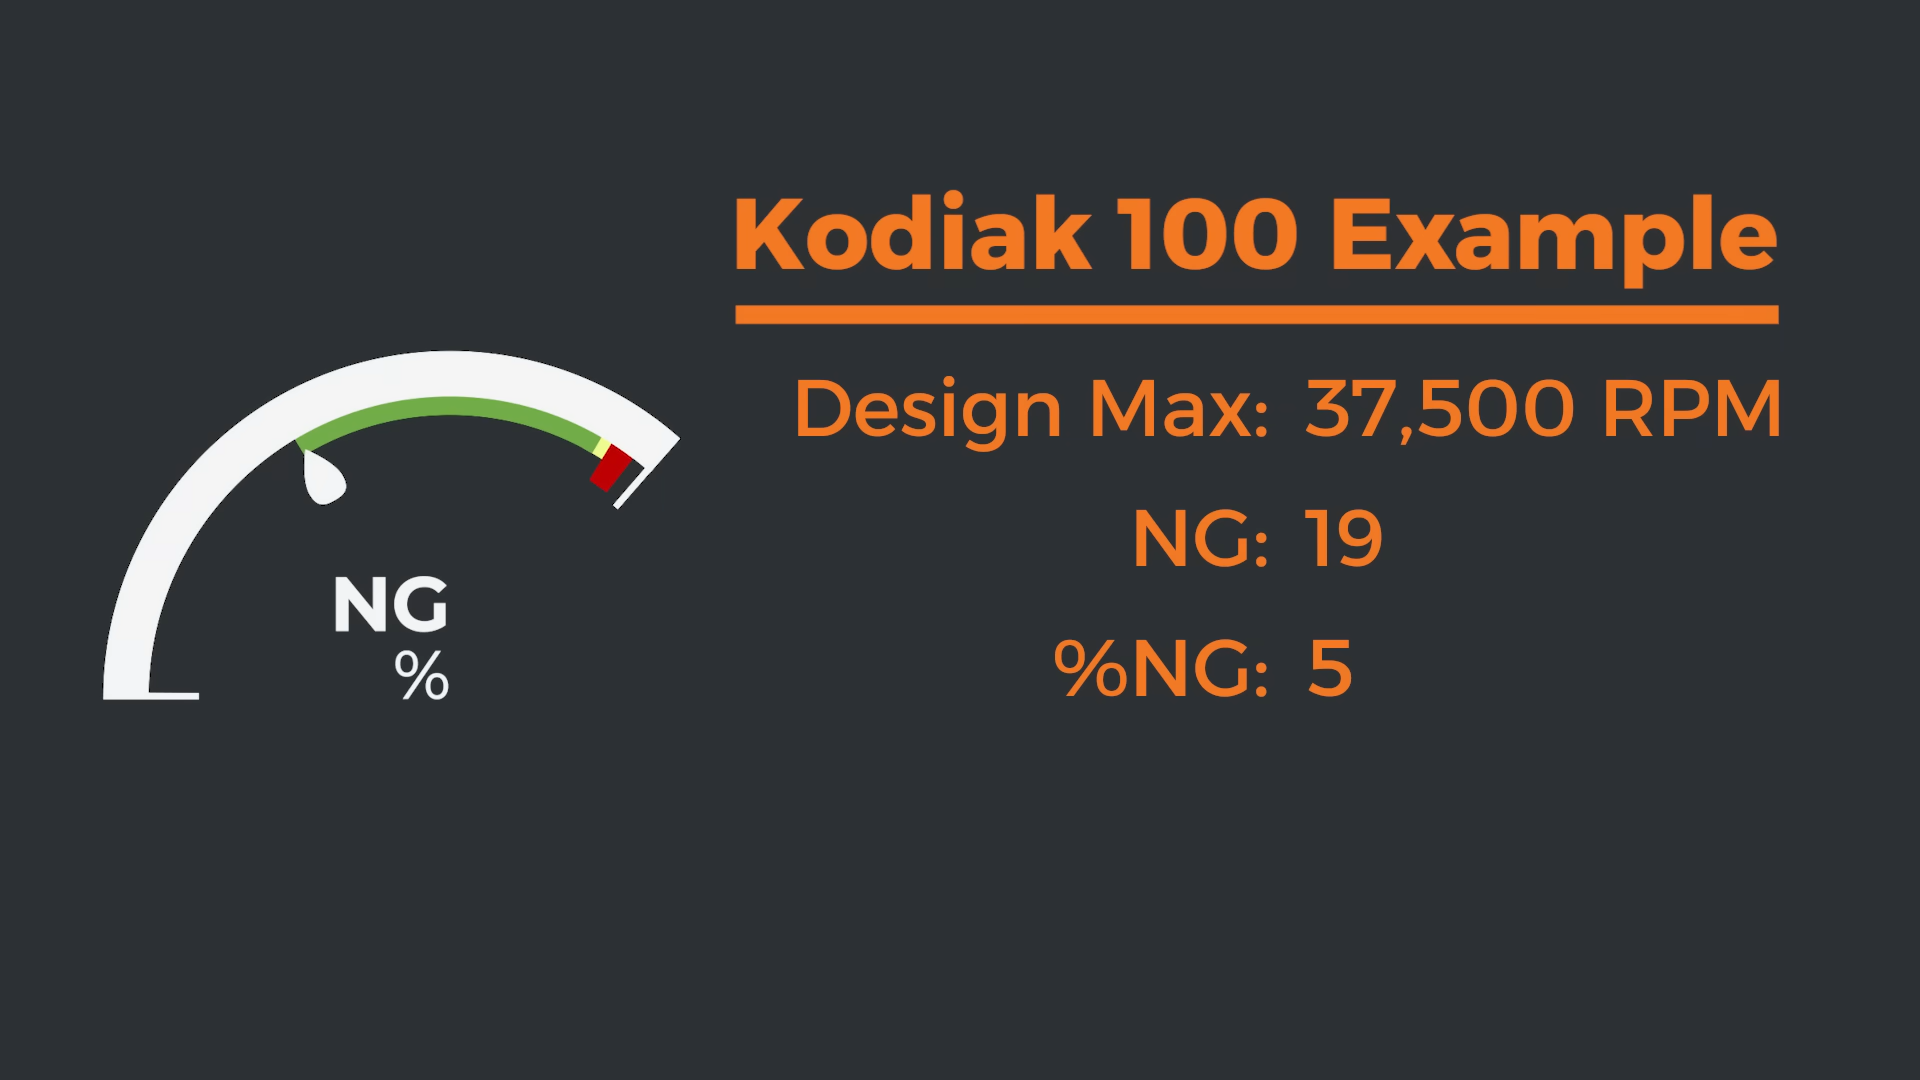 Kodiak 100 Example
Design Max: 37,500 RPM
NG: 19
%NG: 5
NG
%